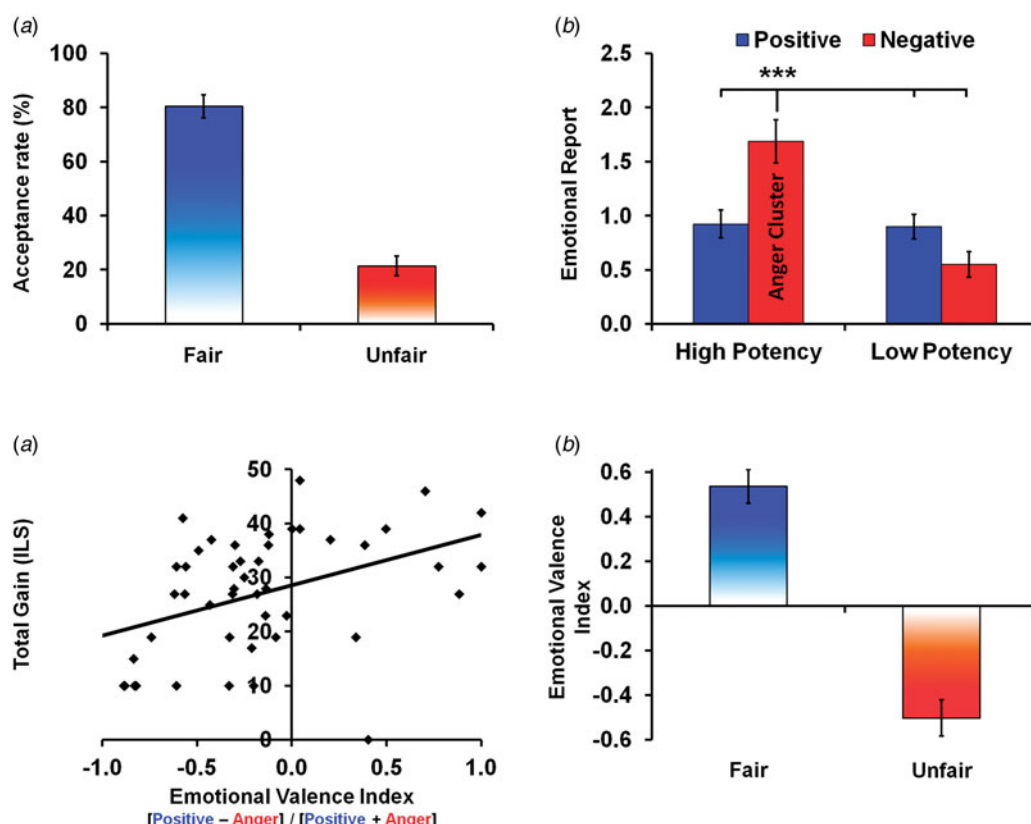 (a)
100
80
60
40
20
0
Acceptance rate (%)
Fair Unfair
(b)
Positive Negative
***
2.5
2.0
1.5
1.0
0.5
0.0
Emotional Report
Anger Cluster
High Potency Low Potency
(a)
50
40
30
20
10
0
Total Gain (ILS)
-1.0 -0.5 0.0 0.5 1.0
Emotional Valence Index
[Positive – Anger] / [Positive + Anger]
(b)
0.6
0.4
0.2
0.0
-0.2
-0.4
-0.6
Emotional Valence
Index
Fair Unfair